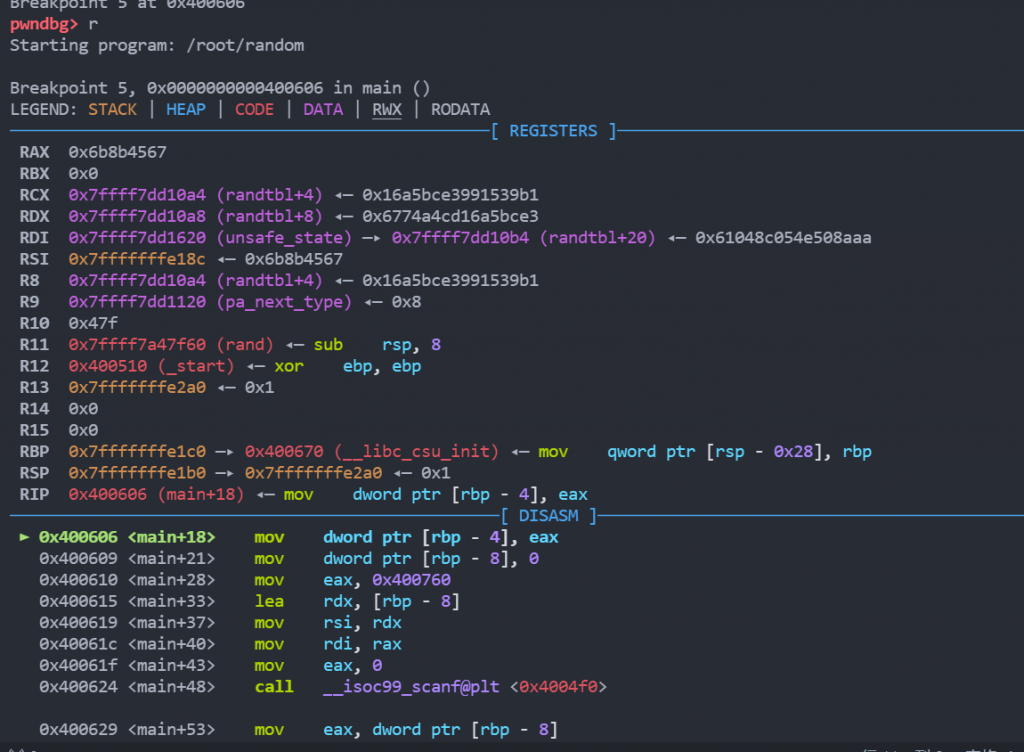 Breakpoint 5 at 0x400606
pwndbg> r
Starting program: /root/random
Breakpoint 5, 0x0000000000400606 in main ()
LEGEND: STACK | HEAP | CODE | DATA | RWX | RODATA
[ REGISTERS ]
RAX 0x6b8b4567
RBX 0x0
RCX 0x7ffff7dd10a4 (randtbl+4) ◂— 0x16a5bce3991539b1
RDX 0x7ffff7dd10a8 (randtbl+8) ◂— 0x6774a4cd16a5bce3
RDI 0x7ffff7dd1620 (unsafe_state) —▸ 0x7ffff7dd10b4 (randtbl+20) ◂— 0x61048c054e508aaa
RSI 0x7fffffffe18c ◂— 0x6b8b4567
R8 0x7ffff7dd10a4 (randtbl+4) ◂— 0x16a5bce3991539b1
R9 0x7ffff7dd1120 (pa_next_type) ◂— 0x8
R10 0x47f
R11 0x7ffff7a47f60 (rand) ◂— sub rsp, 8
R12 0x400510 (_start) ◂— xor ebp, ebp
R13 0x7fffffffe2a0 ◂— 0x1
R14 0x0
R15 0x0
RBP 0x7fffffffe1c0 —▸ 0x400670 (__libc_csu_init) ◂— mov qword ptr [rsp - 0x28], rbp
RSP 0x7fffffffe1b0 —▸ 0x7fffffffe2a0 ◂— 0x1
RIP 0x400606 (main+18) ◂— mov dword ptr [rbp - 4], eax
[ DISASM ]
► 0x400606 <main+18> mov dword ptr [rbp - 4], eax
0x400609 <main+21> mov dword ptr [rbp - 8], 0
0x400610 <main+28> mov eax, 0x400760
0x400615 <main+33> lea rdx, [rbp - 8]
0x400619 <main+37> mov rsi, rdx
0x40061c <main+40> mov rdi, rax
0x40061f <main+43> mov eax, 0
0x400624 <main+48> call __isoc99_scanf@plt <0x4004f0>
0x400629 <main+53> mov eax, dword ptr [rbp - 8]